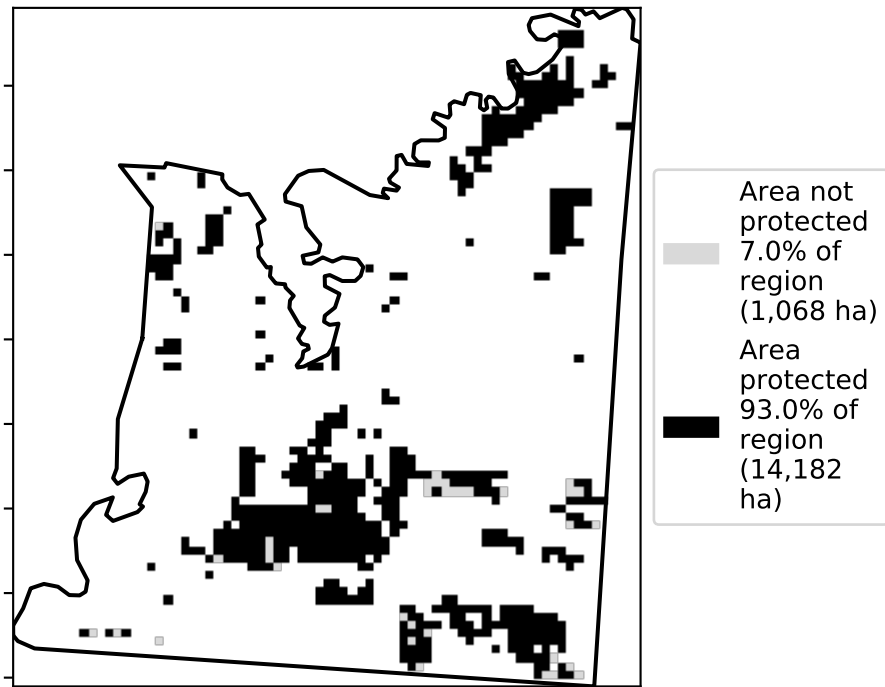 Area not
protected
7.0% of
region
(1,068 ha)
Area
protected
93.0% of
region
(14,182
ha)